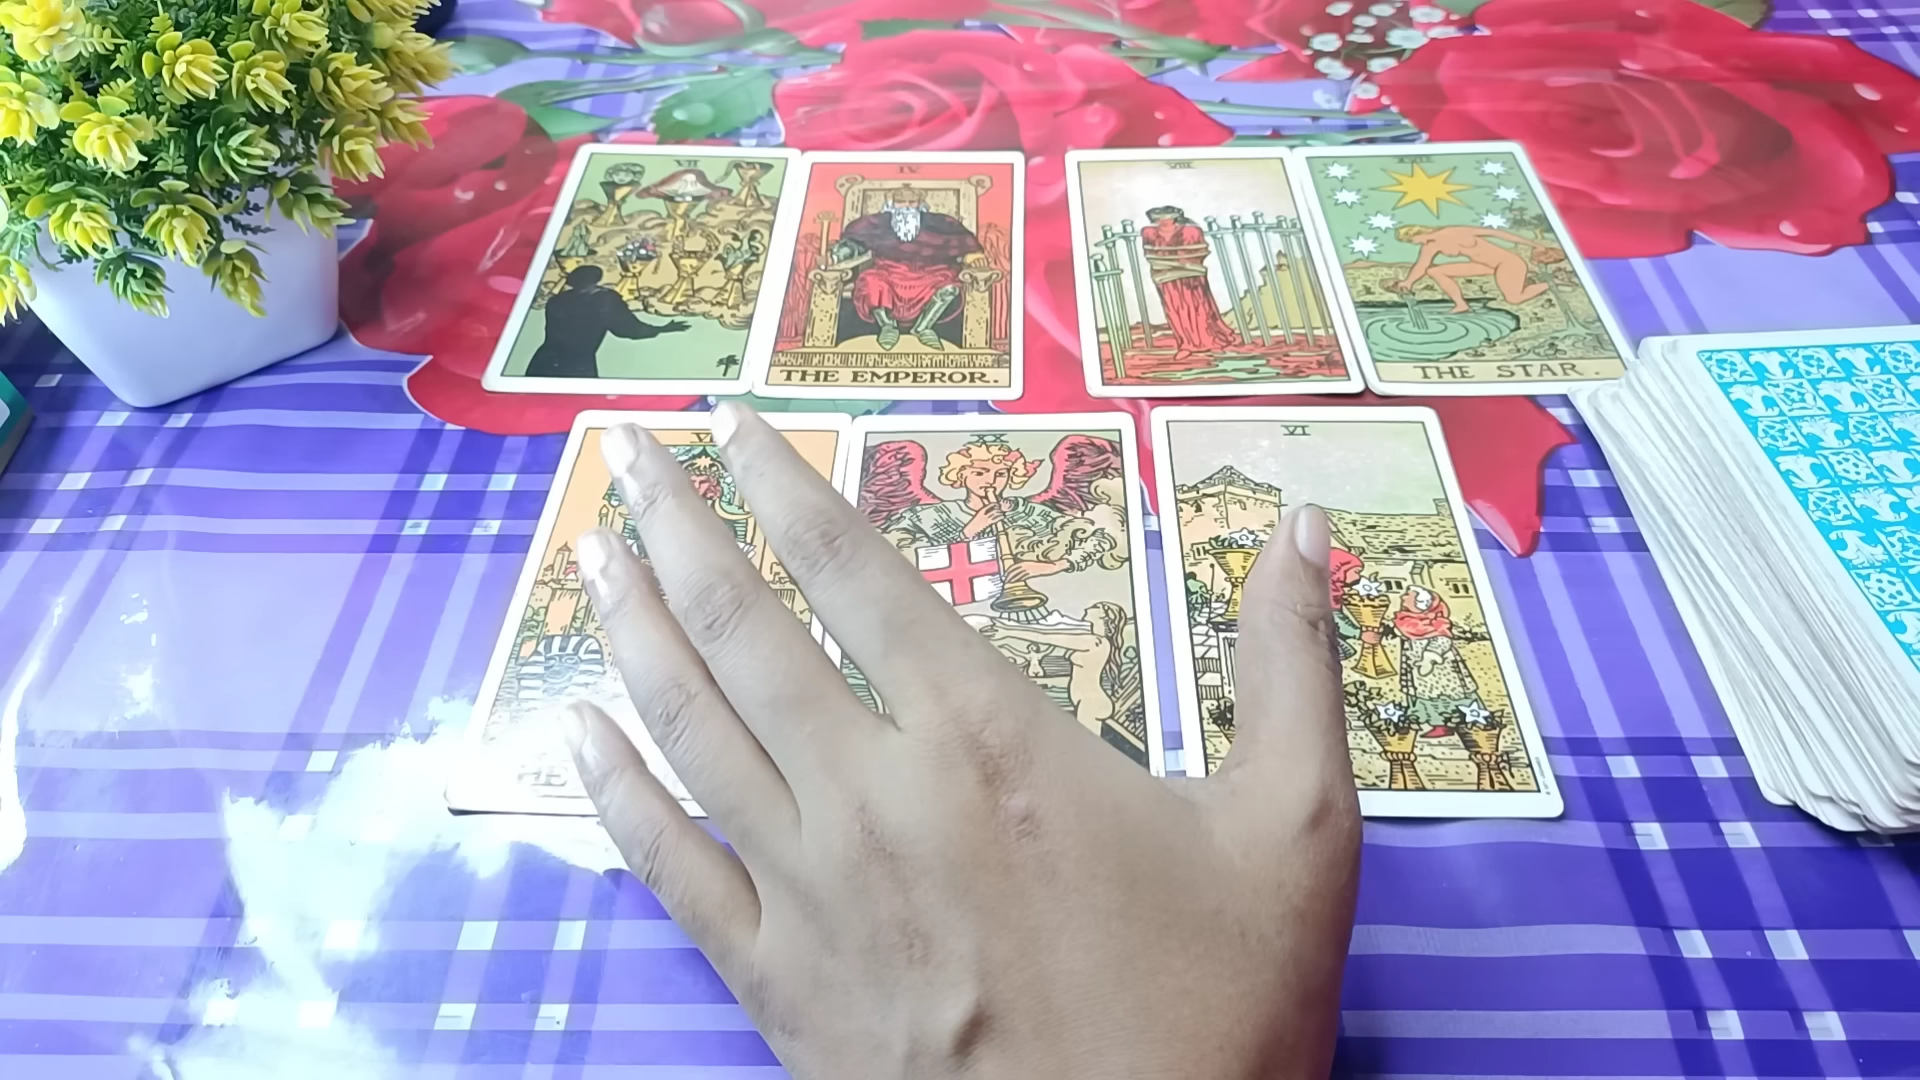 VII
IV
VIII
XVII
THE EMPEROR.
THE STAR.
XX
VI